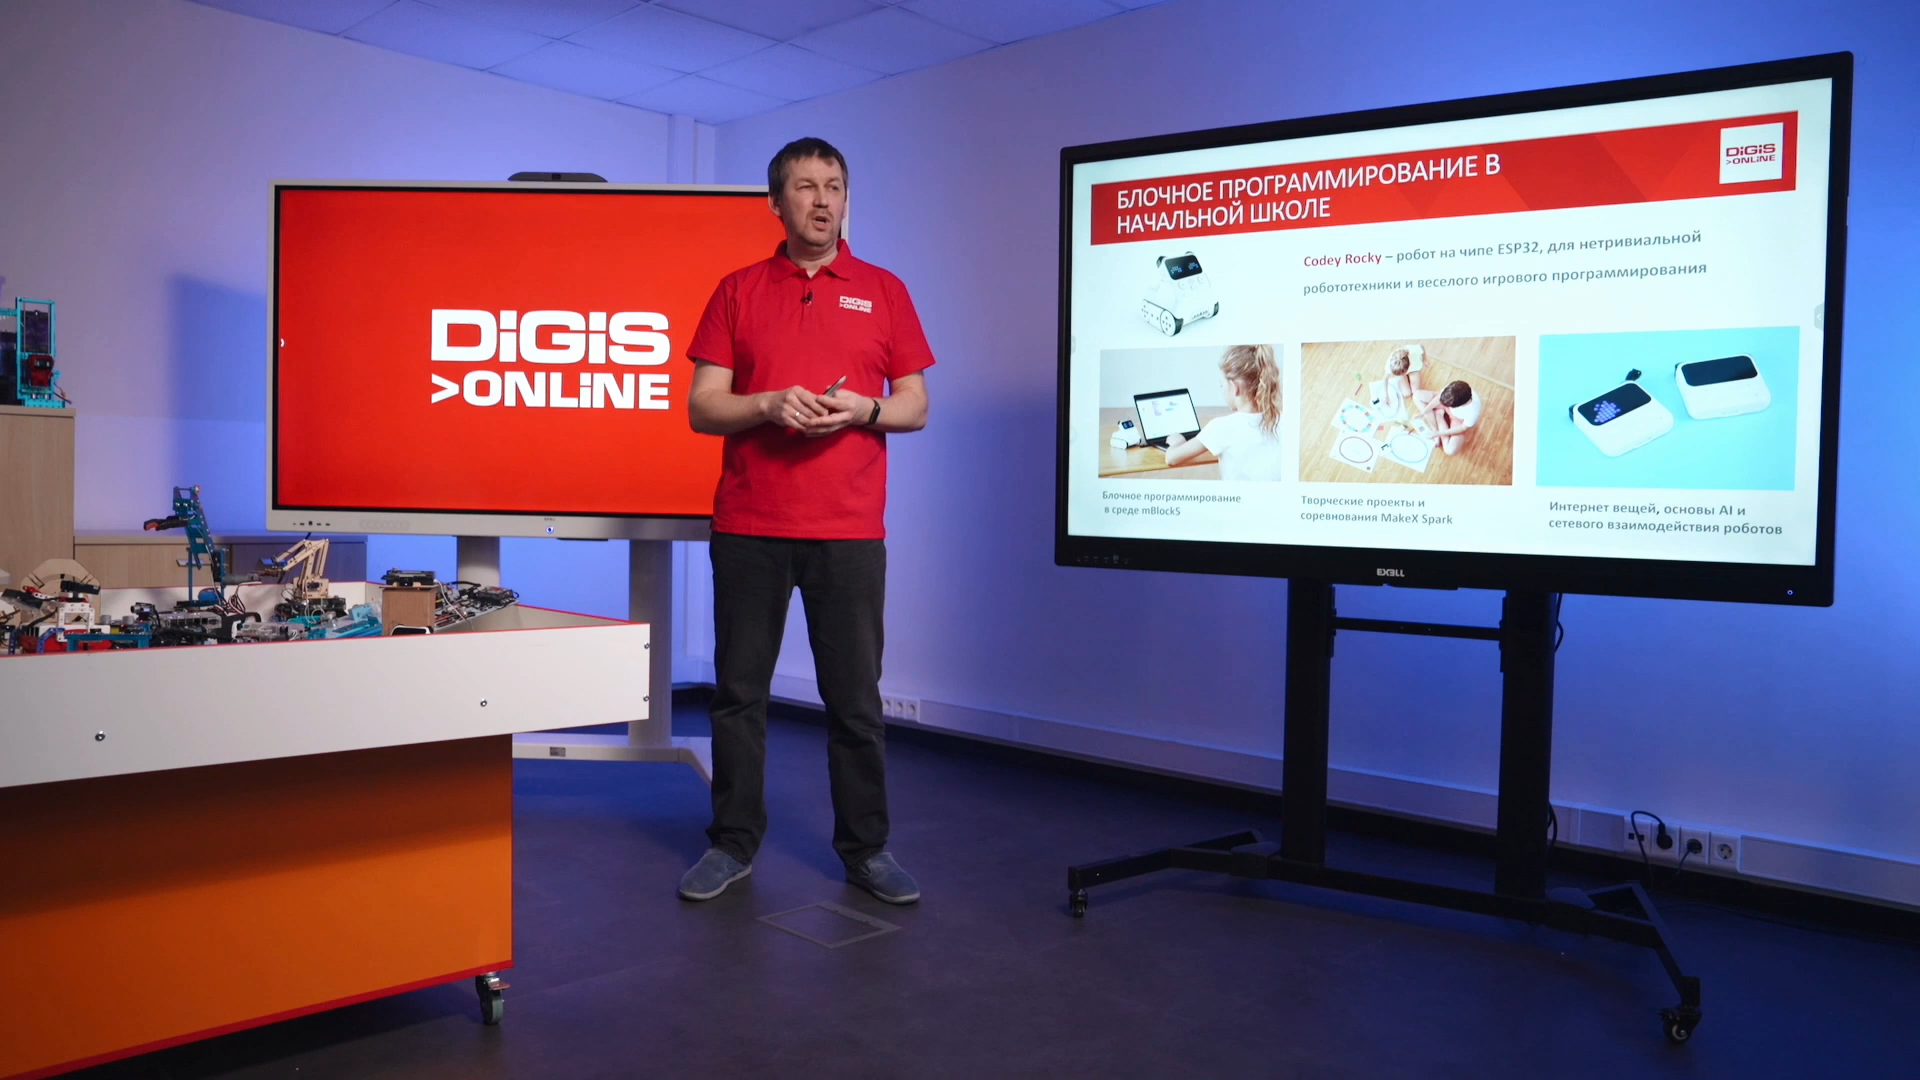 DiGiS
>ONLiNE
DiGiS
>ONLiNE
БЛОЧНОЕ ПРОГРАММИРОВАНИЕ В
НАЧАЛЬНОЙ ШКОЛЕ
DiGiS
>ONLiNE
Codey Rocky – робот на чипе ESP32, для нетривиальной
робототехники и веселого игрового программирования
Блочное программирование
в среде mBlock5
Творческие проекты и
соревнования MakeX Spark
Интернет вещей, основы AI и
сетевого взаимодействия роботов
EXELL